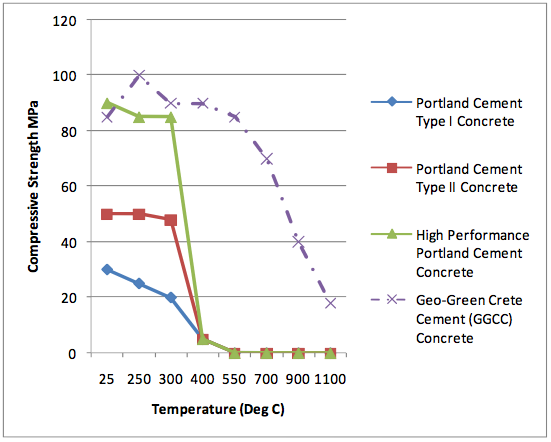 120
100
80
60
40
20
0
Compressive Strength MPa
25 250 300 400 550 700 900 1100
Temperature (Deg C)
Portland Cement
Type I Concrete
Portland Cement
Type II Concrete
High Performance
Portland Cement
Concrete
Geo-Green Crete
Cement (GGCC)
Concrete